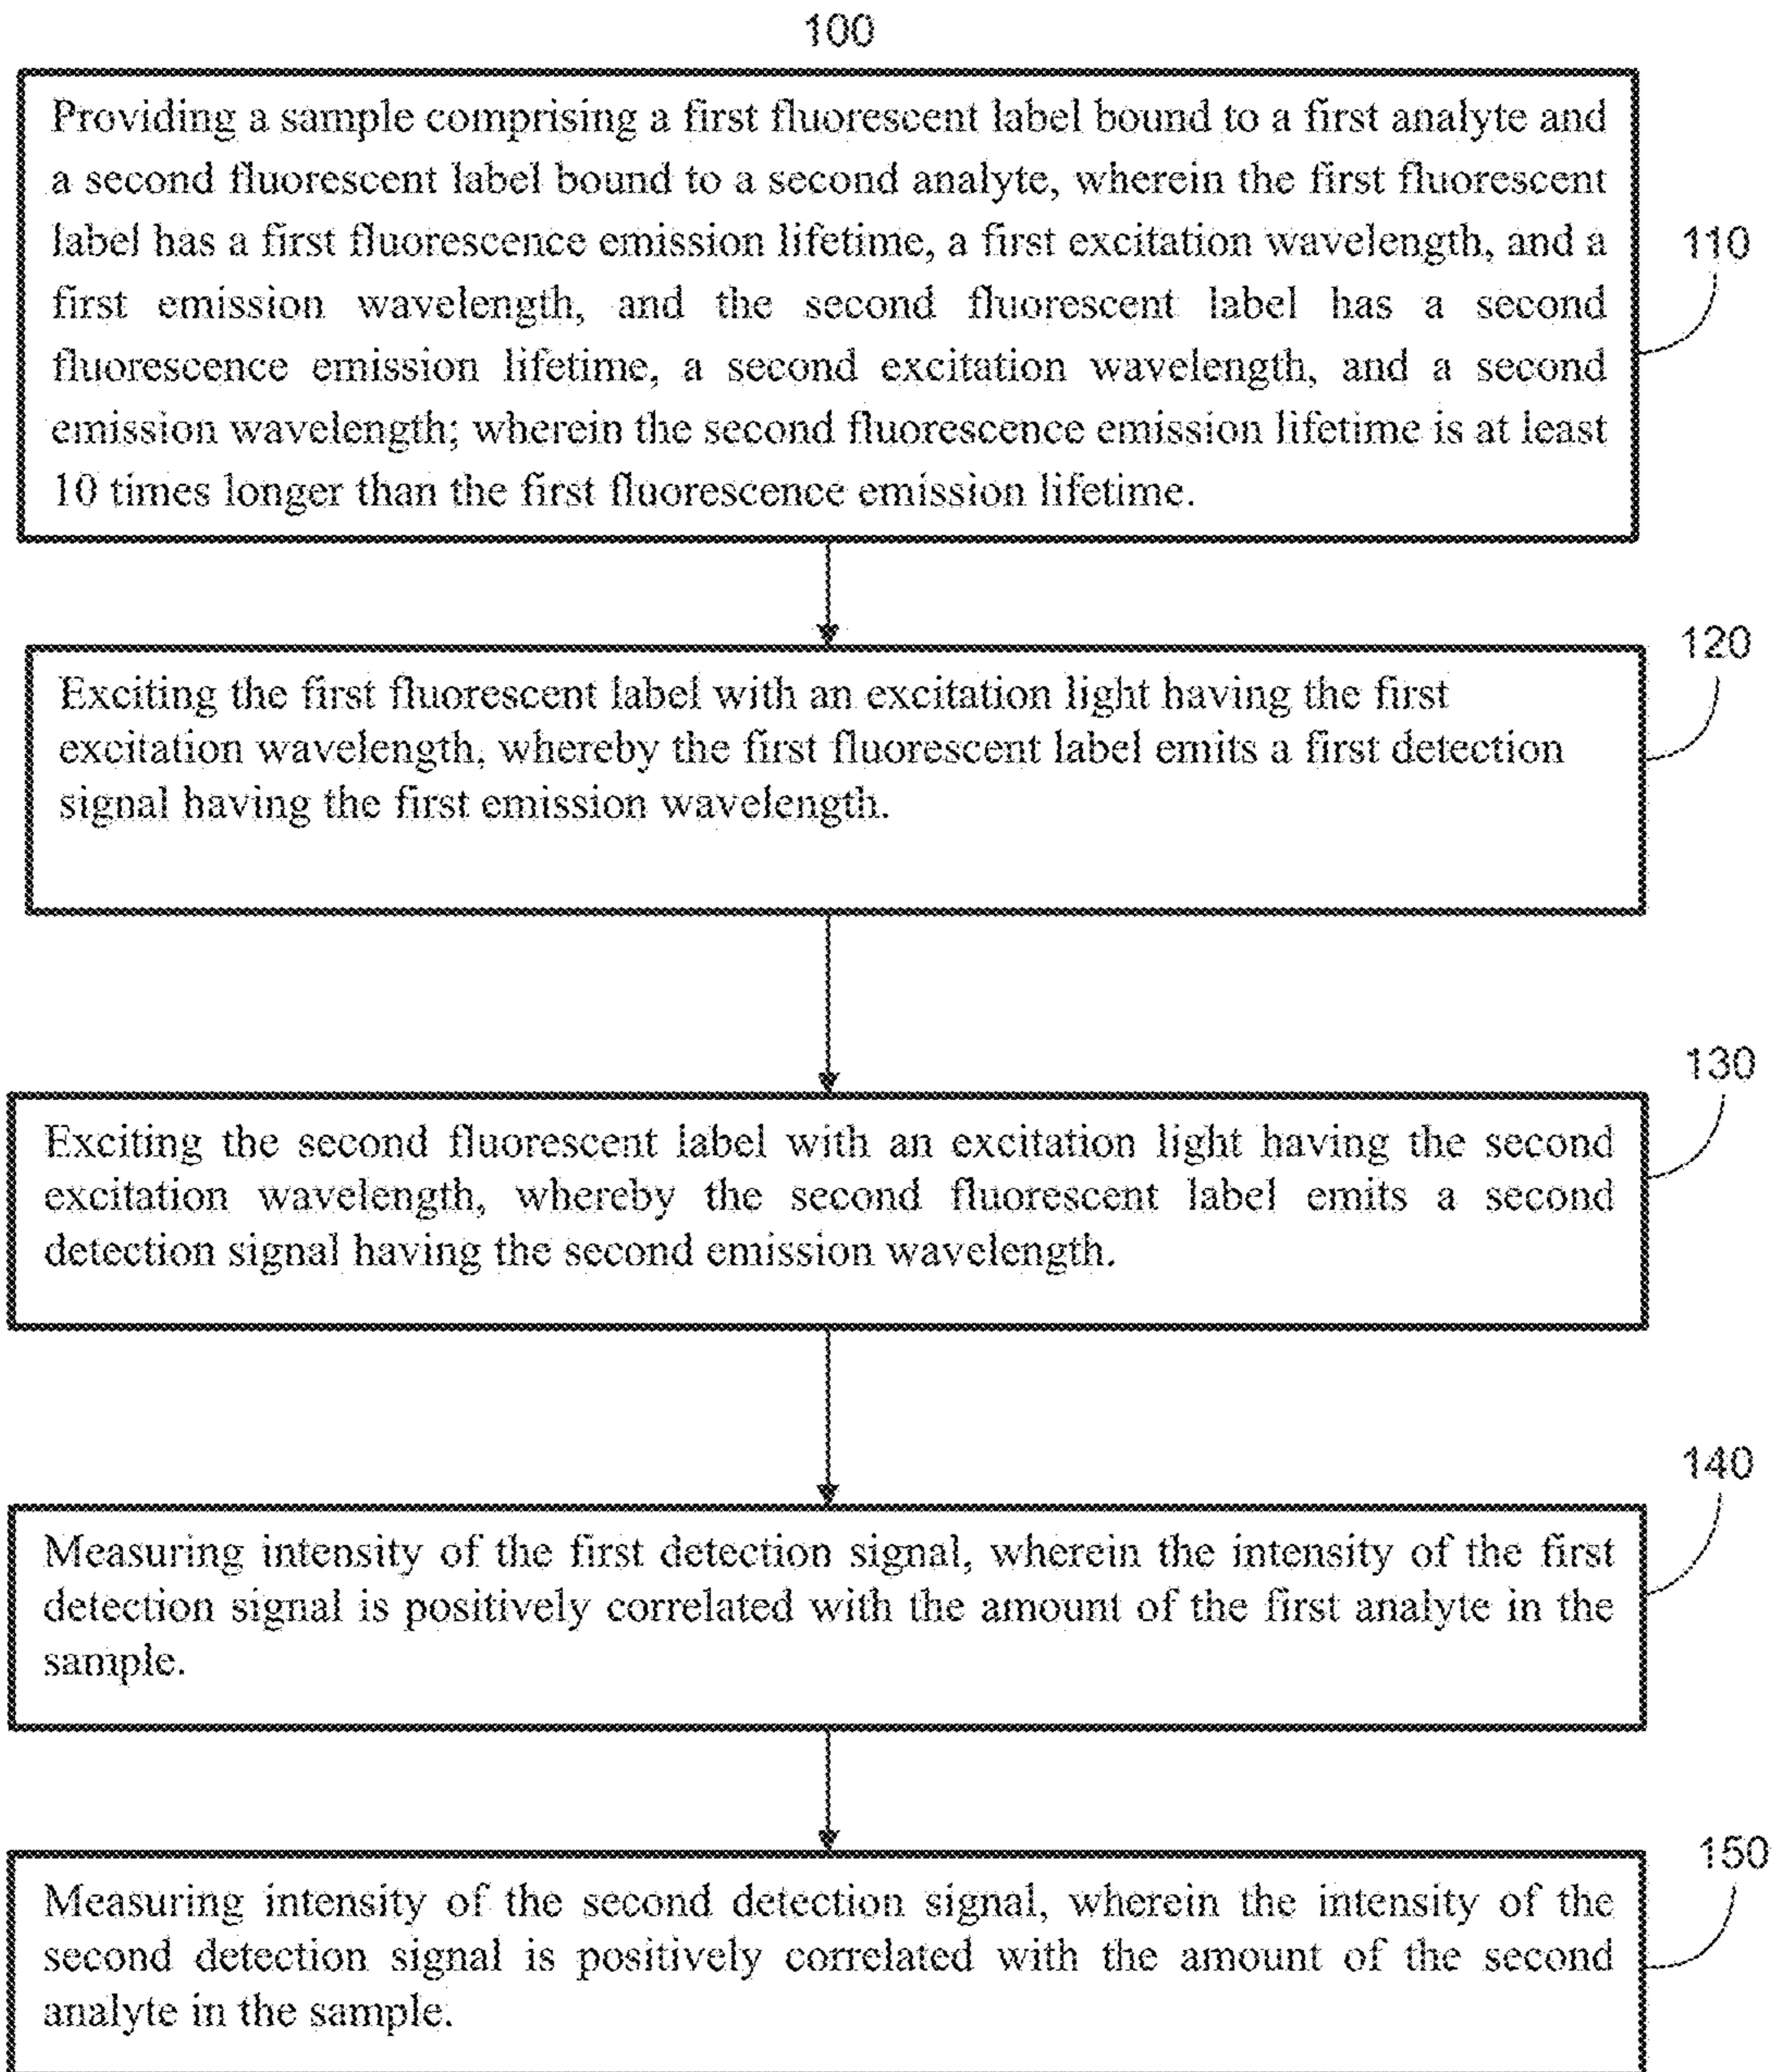 100
Providing a sample comprising a first fluorescent label bound to a first analyte and
a second fluorescent label bound to a second analyte, wherein the first fluorescent
label has a first fluorescence emission lifetime, a first excitation wavelength, and a
first emission wavelength, and the second fluorescent label has a second
fluorescence emission lifetime, a second excitation wavelength, and a second
emission wavelength; wherein the second fluorescence emission lifetime is at least
10 times longer than the first fluorescence emission lifetime.
110
Exciting the first fluorescent label with an excitation light having the first
excitation wavelength, whereby the first fluorescent label emits a first detection
signal having the first emission wavelength.
120
Exciting the second fluorescent label with an excitation light having the second
excitation wavelength, whereby the second fluorescent label emits a second
detection signal having the second emission wavelength.
130
Measuring intensity of the first detection signal, wherein the intensity of the first
detection signal is positively correlated with the amount of the first analyte in the
sample.
140
Measuring intensity of the second detection signal, wherein the intensity of the
second detection signal is positively correlated with the amount of the second
analyte in the sample.
150